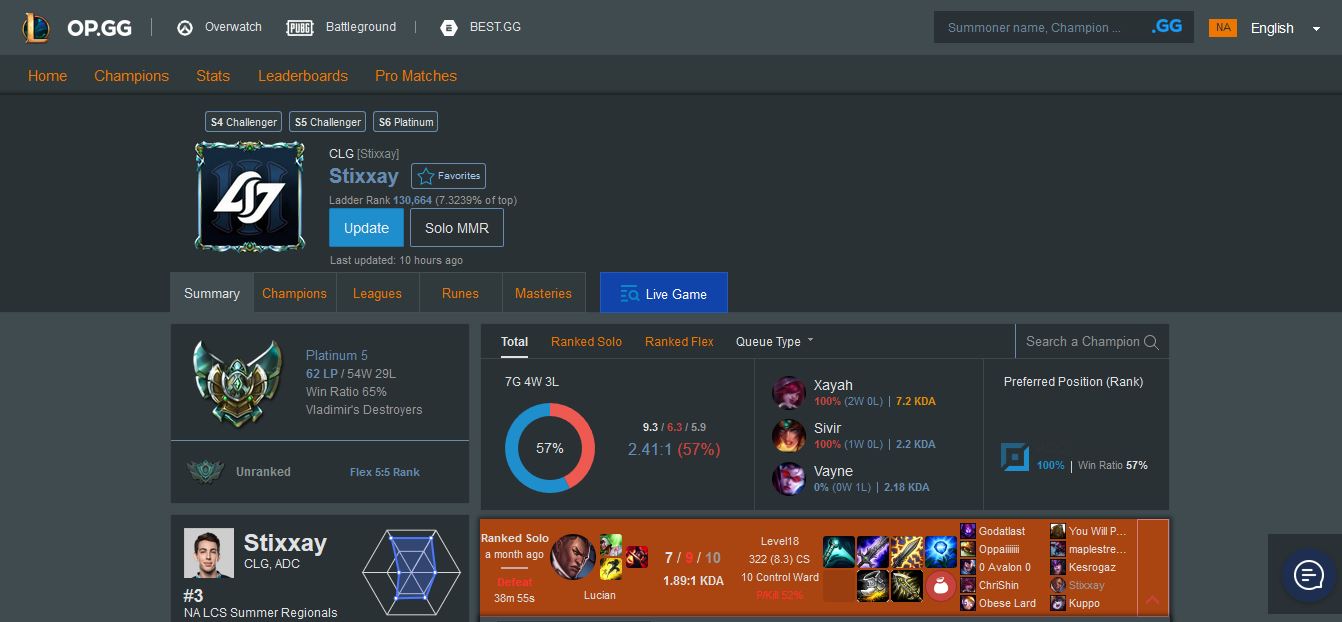 OP.GG Overwatch PUBG Battleground BEST.GG Summoner name, Champion ... .GG NA English
Home Champions Stats Leaderboards Pro Matches
S4 Challenger S5 Challenger S6 Platinum
CLG [Stixxay]
Stixxay Favorites
Ladder Rank 130,664 (7.3239% of top)
Update Solo MMR
Last updated: 10 hours ago
Summary Champions Leagues Runes Masteries Live Game
Platinum 5
62 LP / 54W 29L
Win Ratio 65%
Vladimir's Destroyers
Unranked Flex 5:5 Rank
Stixxay
CLG, ADC
#3
NA LCS Summer Regionals
Total Ranked Solo Ranked Flex Queue Type Search a Champion
7G 4W 3L
57%
9.3 / 6.3 / 5.9
2.41:1 (57%)
Xayah
100% (2W 0L) | 7.2 KDA
Sivir
100% (1W 0L) | 2.2 KDA
Vayne
0% (0W 1L) | 2.18 KDA
Preferred Position (Rank)
100% | Win Ratio 57%
Ranked Solo
a month ago
Defeat
38m 55s
Lucian
7 / 9 / 10
1.89:1 KDA
Level18
322 (8.3) CS
10 Control Ward
P/Kill 52%
Godatlast
Oppaiiiiiii
0 Avalon 0
ChriShin
Obese Lard
You Will P...
maplestre...
Kesrogaz
Stixxay
Kuppo